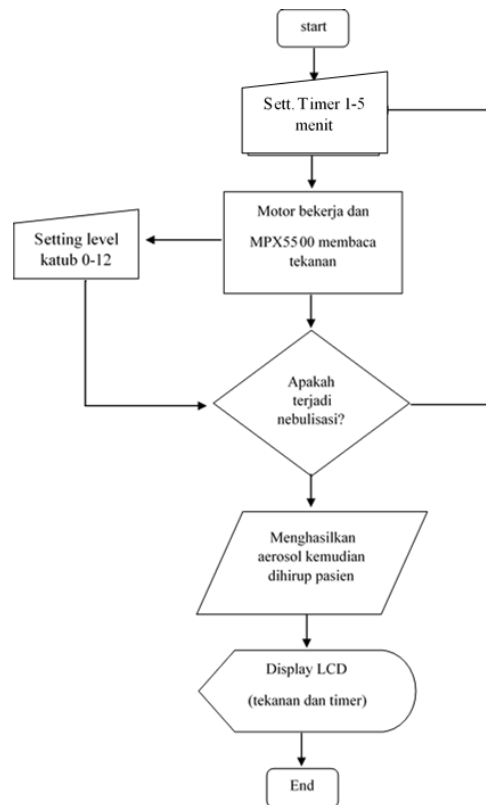 start
Sett. Timer 1-5
menit
Motor bekerja dan
MPX5500 membaca
tekanan
Setting level
katub 0-12
Apakah
terjadi
nebulisasi?
Menghasilkan
aerosol kemudian
dihirup pasien
Display LCD
(tekanan dan timer)
End